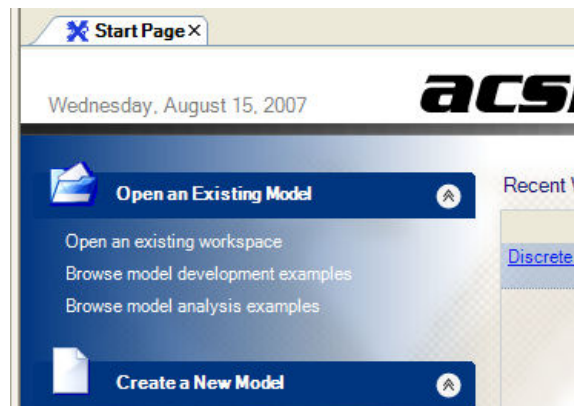 Start Page
Wednesday, August 15, 2007
acs
Open an Existing Model
Open an existing workspace
Browse model development examples
Browse model analysis examples
Create a New Model
Recent
Discrete